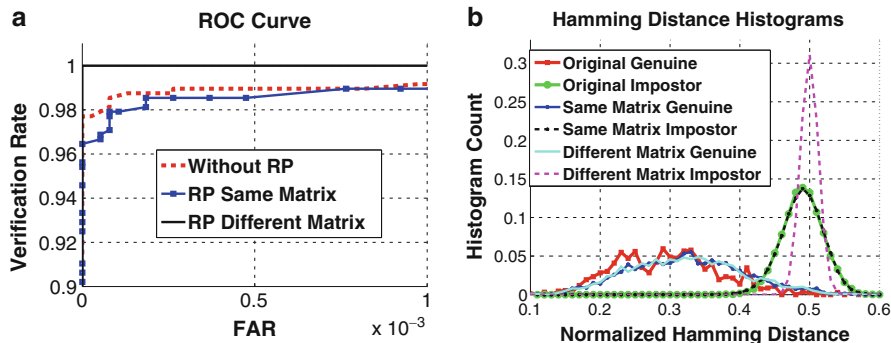 a
ROC Curve
Verification Rate
1
0.98
0.96
0.94
0.92
0.9
Without RP
RP Same Matrix
RP Different Matrix
0
0.5
1
x 10⁻³
FAR
b
Hamming Distance Histograms
Histogram Count
0.3
0.25
0.2
0.15
0.1
0.05
0
Original Genuine
Original Impostor
Same Matrix Genuine
Same Matrix Impostor
Different Matrix Genuine
Different Matrix Impostor
0.1
0.2
0.3
0.4
0.5
0.6
Normalized Hamming Distance